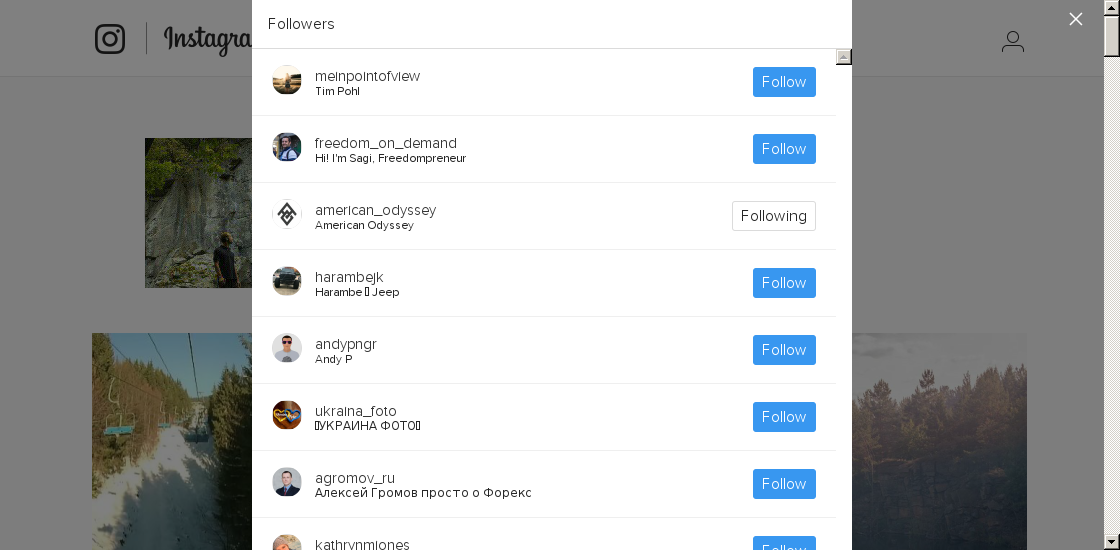 Instagra
Followers
meinpointofview
Follow
Tim Pohl
freedom_on_demand
Follow
Hi! I'm Sagi, Freedompreneur
american_odyssey
Following
American Odyssey
harambejk
Follow
Harambe Jeep
andypngr
Follow
Andy P
ukraina_foto
Follow
УКРАИНА ФОТО
agromov_ru
Follow
Алексей Громов просто о Форекс
kathrynmjones
Follow